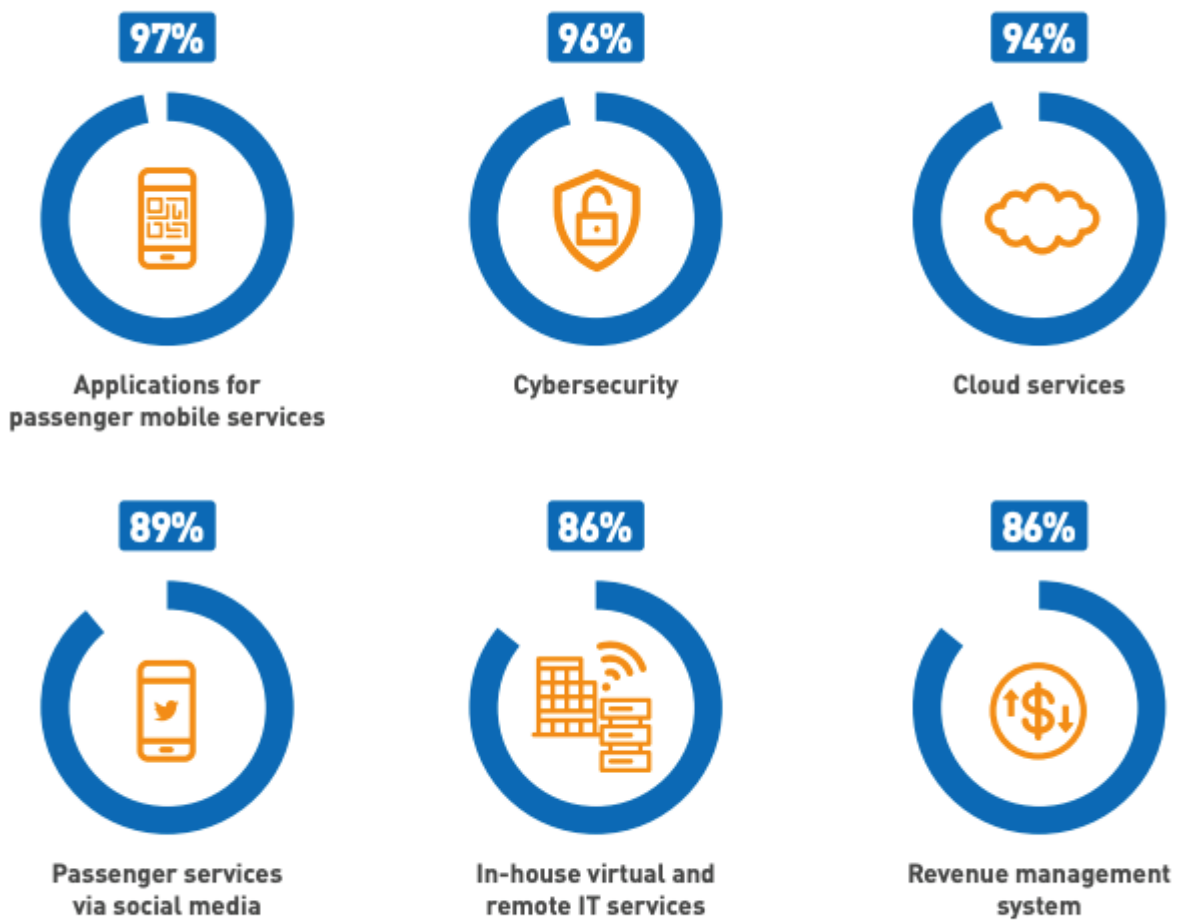 97%
96%
94%
Applications for
passenger mobile services
Cybersecurity
Cloud services
89%
86%
86%
Passenger services
via social media
In-house virtual and
remote IT services
Revenue management
system